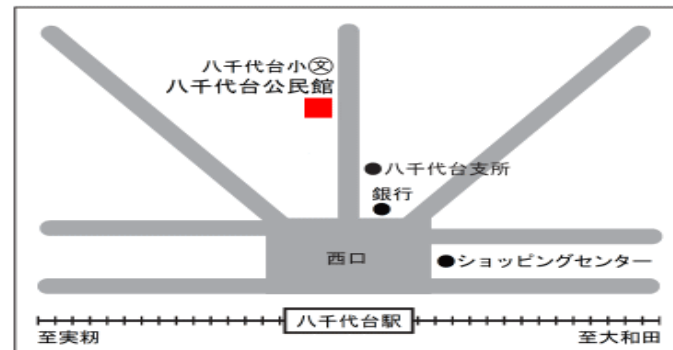 八千代台小㊛
八千代台公民館
●八千代台支所
銀行
西口
●ショッピングセンター
八千代台駅
至実籾
至大和田